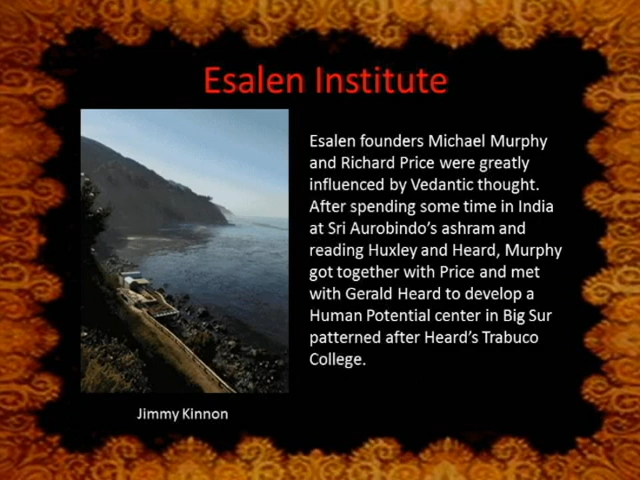 Esalen Institute
Esalen founders Michael Murphy
and Richard Price were greatly
influenced by Vedantic thought.
After spending some time in India
at Sri Aurobindo's ashram and
reading Huxley and Heard, Murphy
got together with Price and met
with Gerald Heard to develop a
Human Potential center in Big Sur
patterned after Heard's Trabuco
College.
Jimmy Kinnon